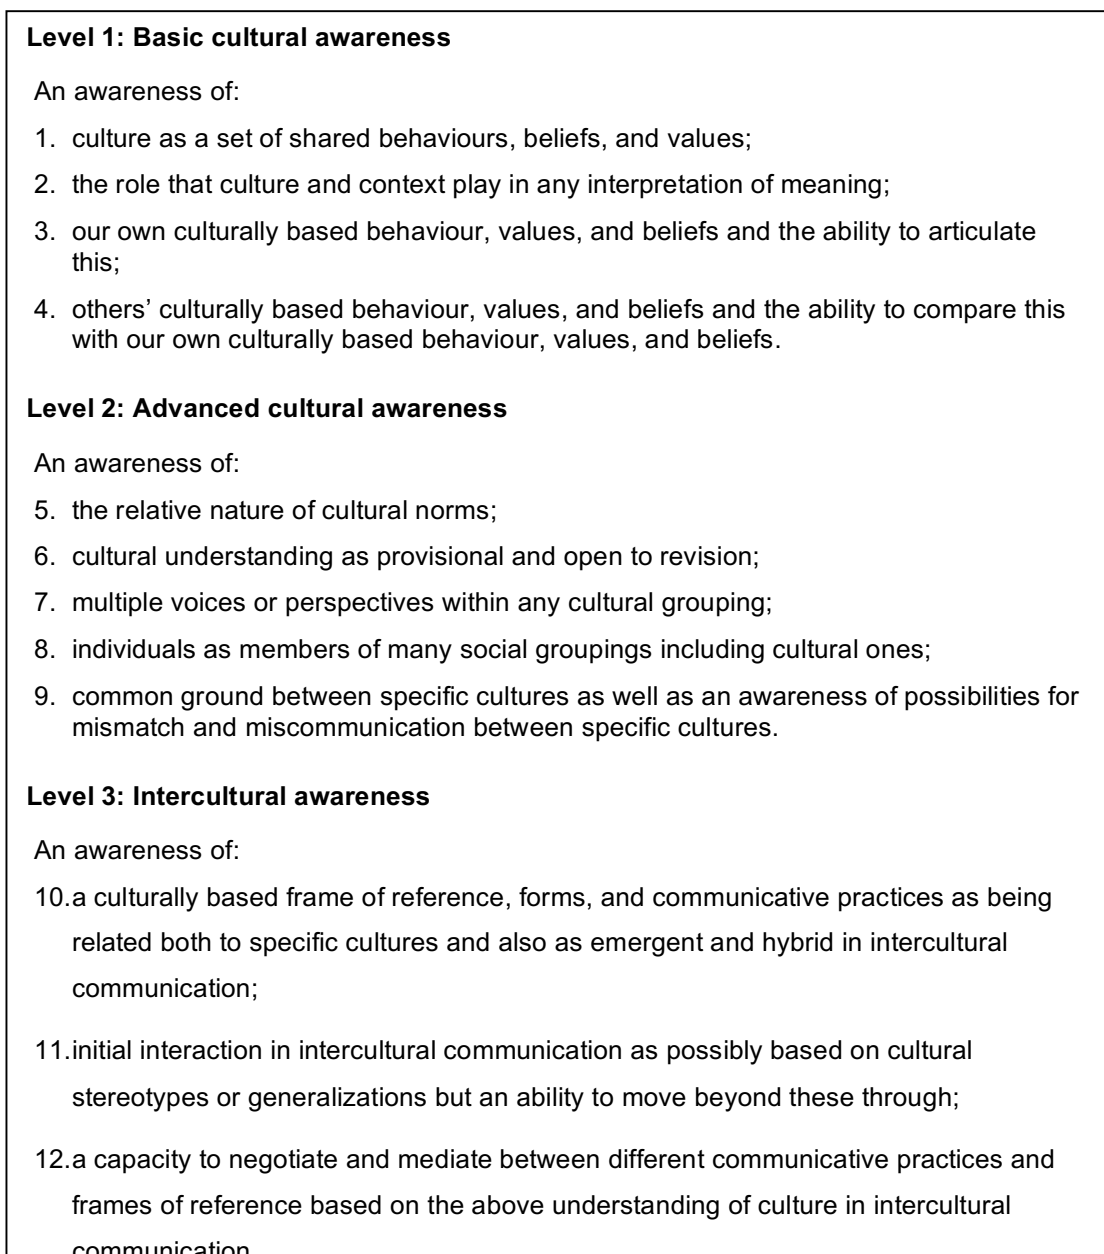 Level 1: Basic cultural awareness
An awareness of:
1. culture as a set of shared behaviours, beliefs, and values;
2. the role that culture and context play in any interpretation of meaning;
3. our own culturally based behaviour, values, and beliefs and the ability to articulate
this;
4. others’ culturally based behaviour, values, and beliefs and the ability to compare this
with our own culturally based behaviour, values, and beliefs.
Level 2: Advanced cultural awareness
An awareness of:
5. the relative nature of cultural norms;
6. cultural understanding as provisional and open to revision;
7. multiple voices or perspectives within any cultural grouping;
8. individuals as members of many social groupings including cultural ones;
9. common ground between specific cultures as well as an awareness of possibilities for
mismatch and miscommunication between specific cultures.
Level 3: Intercultural awareness
An awareness of:
10.a culturally based frame of reference, forms, and communicative practices as being
related both to specific cultures and also as emergent and hybrid in intercultural
communication;
11.initial interaction in intercultural communication as possibly based on cultural
stereotypes or generalizations but an ability to move beyond these through;
12.a capacity to negotiate and mediate between different communicative practices and
frames of reference based on the above understanding of culture in intercultural
communication